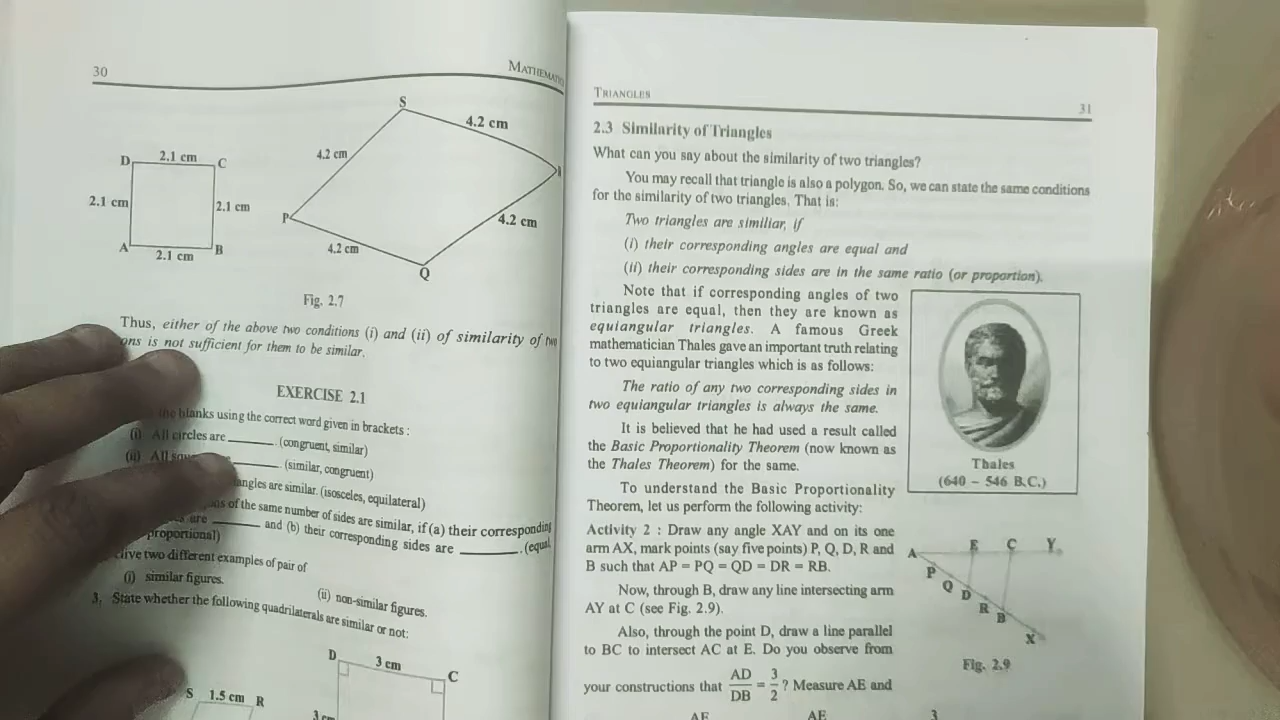 30
MATHEMATI
S
4.2 cm
D
2.1 cm
C
4.2 cm
2.1 cm
2.1 cm
P
4.2 cm
A
B
2.1 cm
4.2 cm
Q
Fig. 2.7
Thus, either of the above two conditions (i) and (ii) of similarity of two
ons is not sufficient for them to be similar.
EXERCISE 2.1
the blanks using the correct word given in brackets :
(i) All circles are ______. (congruent, similar)
(ii) All squ ______. (similar, congruent)
angles are similar. (isosceles, equilateral)
of the same number of sides are similar, if (a) their corresponding
are ______ and (b) their corresponding sides are ______. (equal,
proportional)
ive two different examples of pair of
(i) similar figures.
(ii) non-similar figures.
3. State whether the following quadrilaterals are similar or not:
D
3 cm
C
S
1.5 cm
R
3 cm
TRIANGLES
31
2.3 Similarity of Triangles
What can you say about the similarity of two triangles?
You may recall that triangle is also a polygon. So, we can state the same conditions
for the similarity of two triangles. That is:
Two triangles are similiar, if
(i) their corresponding angles are equal and
(ii) their corresponding sides are in the same ratio (or proportion).
Note that if corresponding angles of two
triangles are equal, then they are known as
equiangular triangles. A famous Greek
mathematician Thales gave an important truth relating
to two equiangular triangles which is as follows:
The ratio of any two corresponding sides in
two equiangular triangles is always the same.
It is believed that he had used a result called
the Basic Proportionality Theorem (now known as
the Thales Theorem) for the same.
Thales
(640 – 546 B.C.)
To understand the Basic Proportionality
Theorem, let us perform the following activity:
Activity 2 : Draw any angle XAY and on its one
arm AX, mark points (say five points) P, Q, D, R and
B such that AP = PQ = QD = DR = RB.
Now, through B, draw any line intersecting arm
AY at C (see Fig. 2.9).
Also, through the point D, draw a line parallel
to BC to intersect AC at E. Do you observe from
your constructions that AD/DB = 3/2 ? Measure AE and
AE
AE
3
A
E
C
Y
P
Q
D
R
B
X
Fig. 2.9